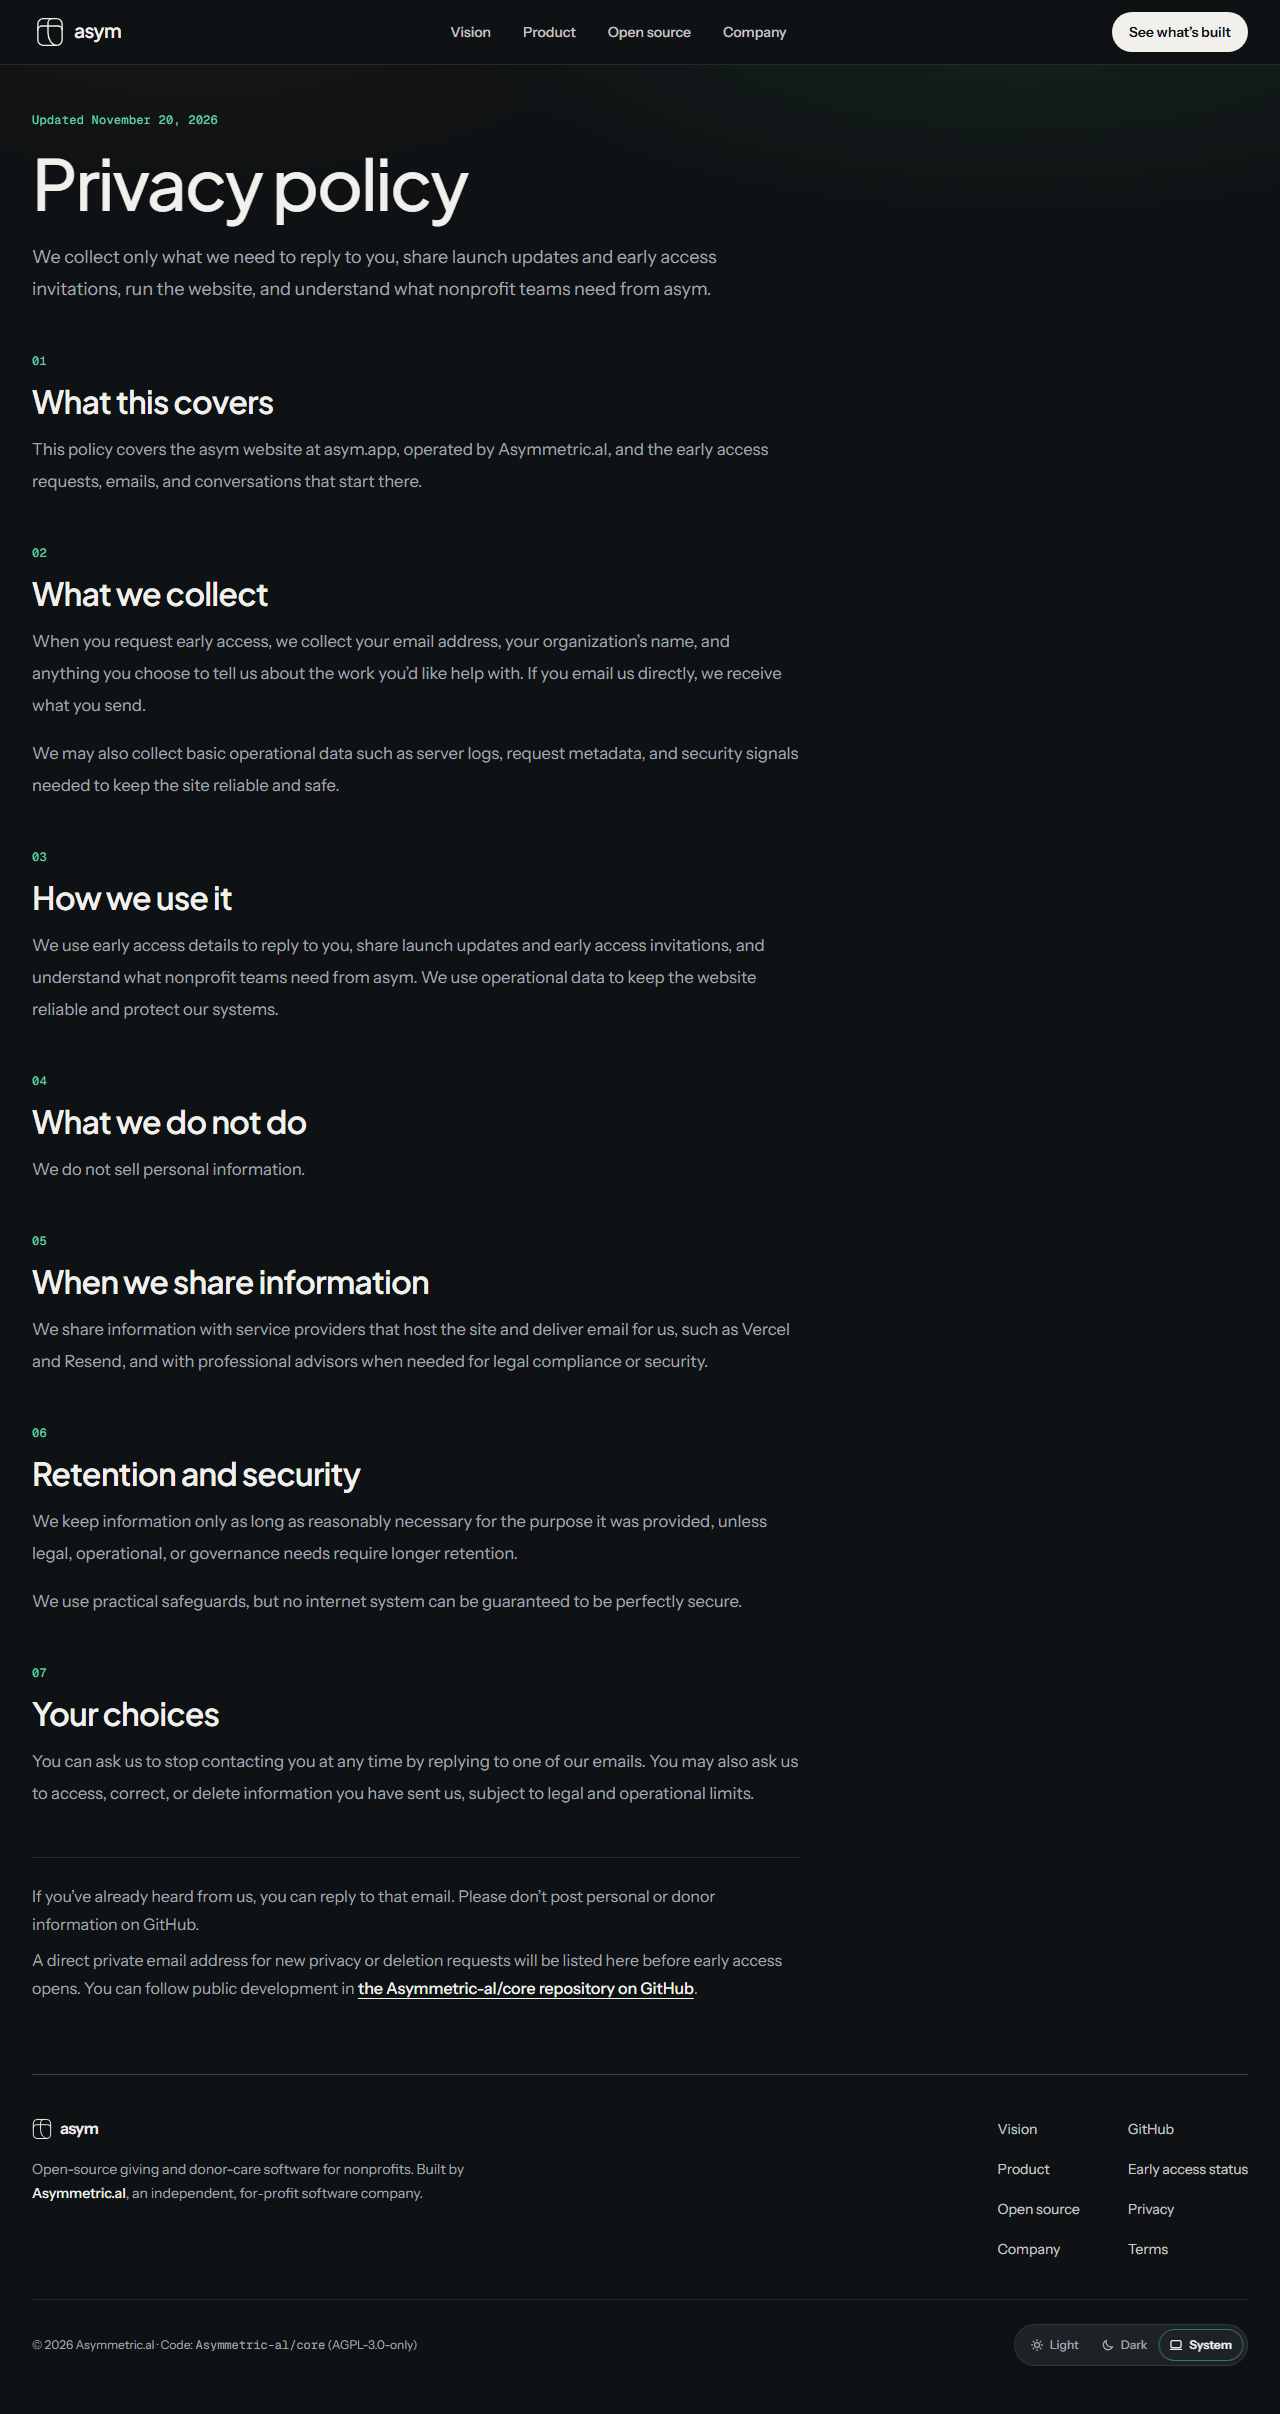 asym
Vision
Product
Open source
Company
See what's built
Updated November 20, 2026
Privacy policy
We collect only what we need to reply to you, share launch updates and early access
invitations, run the website, and understand what nonprofit teams need from asym.
01
What this covers
This policy covers the asym website at asym.app, operated by Asymmetric.al, and the early access
requests, emails, and conversations that start there.
02
What we collect
When you request early access, we collect your email address, your organization's name, and
anything you choose to tell us about the work you'd like help with. If you email us directly, we receive
what you send.
We may also collect basic operational data such as server logs, request metadata, and security signals
needed to keep the site reliable and safe.
03
How we use it
We use early access details to reply to you, share launch updates and early access invitations, and
understand what nonprofit teams need from asym. We use operational data to keep the website
reliable and protect our systems.
04
What we do not do
We do not sell personal information.
05
When we share information
We share information with service providers that host the site and deliver email for us, such as Vercel
and Resend, and with professional advisors when needed for legal compliance or security.
06
Retention and security
We keep information only as long as reasonably necessary for the purpose it was provided, unless
legal, operational, or governance needs require longer retention.
We use practical safeguards, but no internet system can be guaranteed to be perfectly secure.
07
Your choices
You can ask us to stop contacting you at any time by replying to one of our emails. You may also ask us
to access, correct, or delete information you have sent us, subject to legal and operational limits.
If you've already heard from us, you can reply to that email. Please don't post personal or donor
information on GitHub.
A direct private email address for new privacy or deletion requests will be listed here before early access
opens. You can follow public development in the Asymmetric-al/core repository on GitHub.
asym
Open-source giving and donor-care software for nonprofits. Built by
Asymmetric.al, an independent, for-profit software company.
Vision
Product
Open source
Company
GitHub
Early access status
Privacy
Terms
© 2026 Asymmetric.al · Code: Asymmetric-al/core (AGPL-3.0-only)
Light
Dark
System